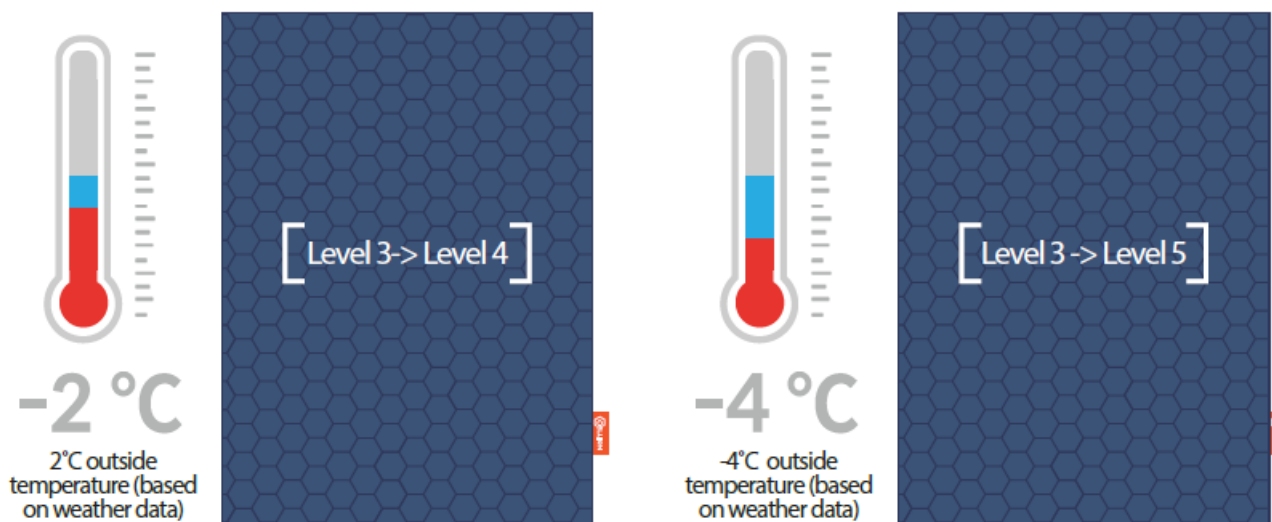 [Level 3-> Level 4]
-2 °C
2°C outside
temperature (based
on weather data)
[Level 3 -> Level 5]
-4 °C
-4°C outside
temperature (based
on weather data)